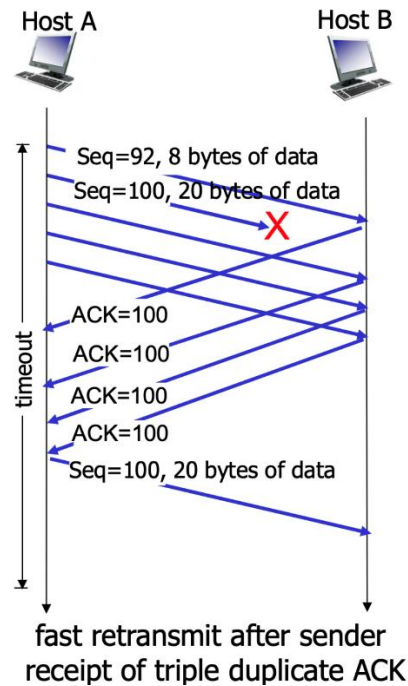 Host A
Host B
Seq=92, 8 bytes of data
Seq=100, 20 bytes of data
X
ACK=100
ACK=100
ACK=100
ACK=100
timeout
Seq=100, 20 bytes of data
fast retransmit after sender
receipt of triple duplicate ACK